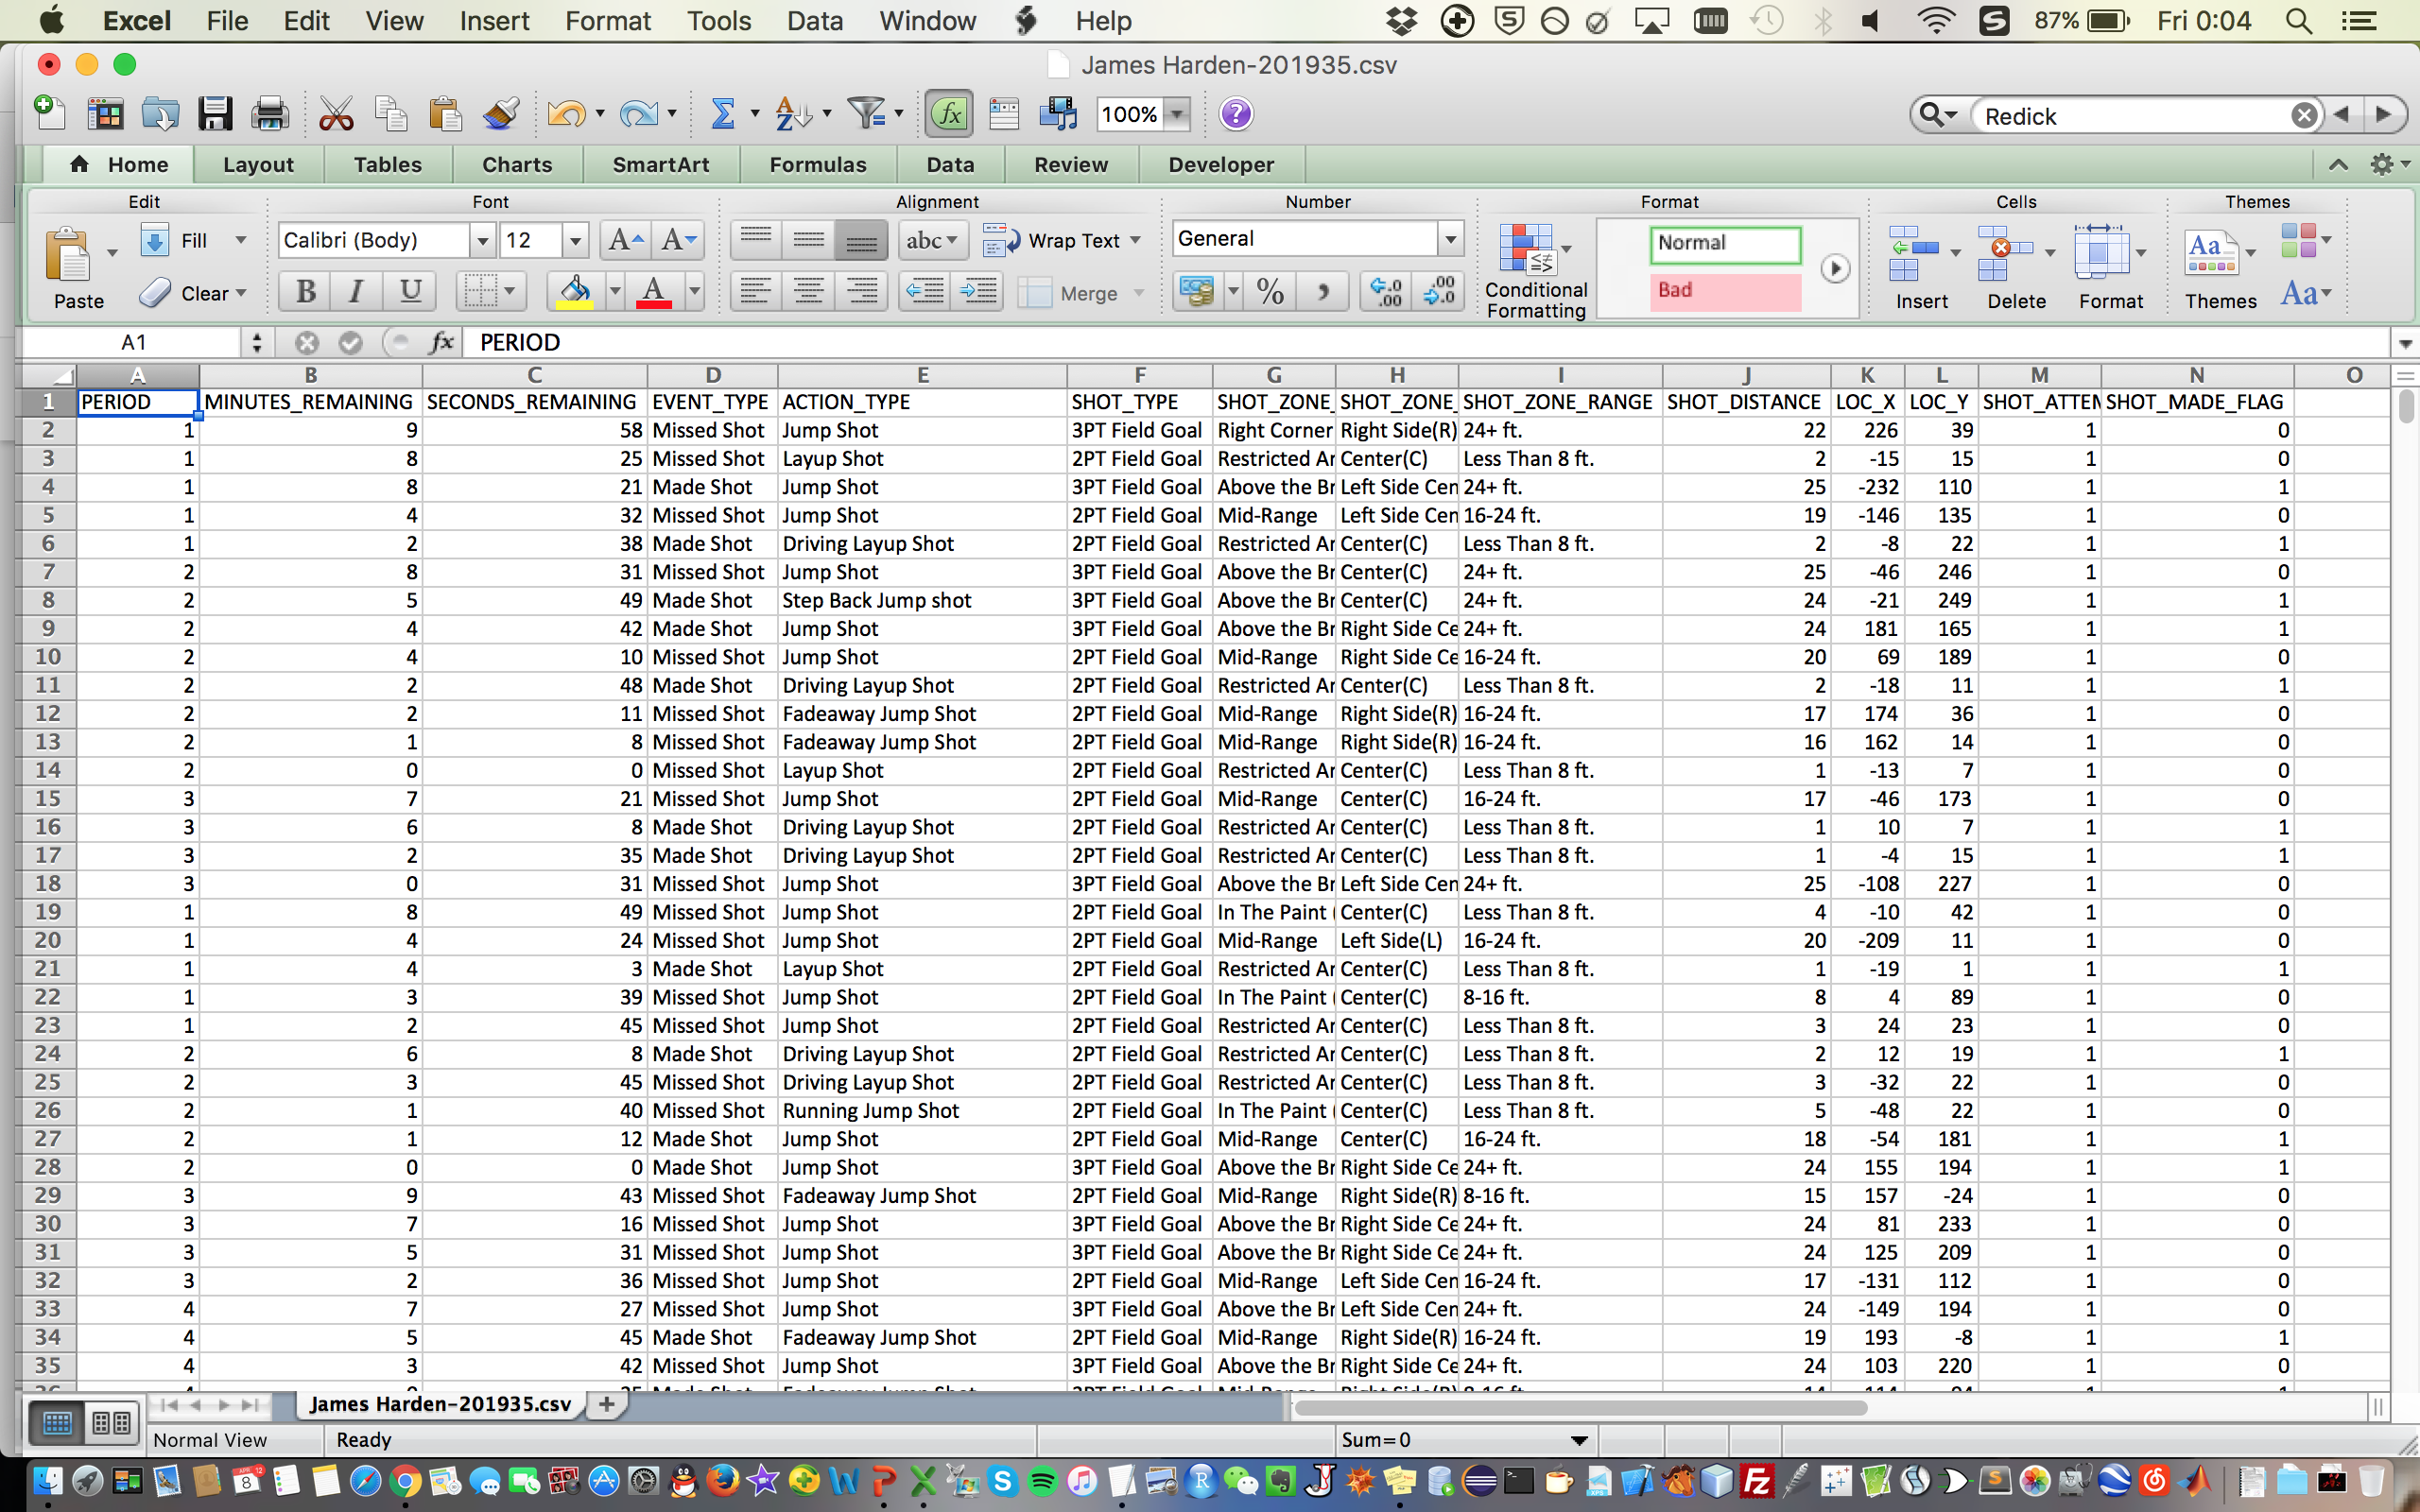 Excel File Edit View Insert Format Tools Data Window Help 87% Fri 0:04
James Harden-201935.csv
100% Redick
Home Layout Tables Charts SmartArt Formulas Data Review Developer
Edit Font Alignment Number Format Cells Themes
Fill Calibri (Body) 12 abc Wrap Text General Normal
Paste Clear Merge Conditional Formatting Bad Insert Delete Format Themes
A1 fx PERIOD
A B C D E F G H I J K L M N O
1 PERIOD MINUTES_REMAINING SECONDS_REMAINING EVENT_TYPE ACTION_TYPE SHOT_TYPE SHOT_ZONE_ SHOT_ZONE_ SHOT_ZONE_RANGE SHOT_DISTANCE LOC_X LOC_Y SHOT_ATTEM SHOT_MADE_FLAG
2 1 9 58 Missed Shot Jump Shot 3PT Field Goal Right Corner Right Side(R) 24+ ft. 22 226 39 1 0
3 1 8 25 Missed Shot Layup Shot 2PT Field Goal Restricted Ar Center(C) Less Than 8 ft. 2 -15 15 1 0
4 1 8 21 Made Shot Jump Shot 3PT Field Goal Above the Br Left Side Cen 24+ ft. 25 -232 110 1 1
5 1 4 32 Missed Shot Jump Shot 2PT Field Goal Mid-Range Left Side Cen 16-24 ft. 19 -146 135 1 0
6 1 2 38 Made Shot Driving Layup Shot 2PT Field Goal Restricted Ar Center(C) Less Than 8 ft. 2 -8 22 1 1
7 2 8 31 Missed Shot Jump Shot 3PT Field Goal Above the Br Center(C) 24+ ft. 25 -46 246 1 0
8 2 5 49 Made Shot Step Back Jump shot 3PT Field Goal Above the Br Center(C) 24+ ft. 24 -21 249 1 1
9 2 4 42 Made Shot Jump Shot 3PT Field Goal Above the Br Right Side Ce 24+ ft. 24 181 165 1 1
10 2 4 10 Missed Shot Jump Shot 2PT Field Goal Mid-Range Right Side Ce 16-24 ft. 20 69 189 1 0
11 2 2 48 Made Shot Driving Layup Shot 2PT Field Goal Restricted Ar Center(C) Less Than 8 ft. 2 -18 11 1 1
12 2 2 11 Missed Shot Fadeaway Jump Shot 2PT Field Goal Mid-Range Right Side(R) 16-24 ft. 17 174 36 1 0
13 2 1 8 Missed Shot Fadeaway Jump Shot 2PT Field Goal Mid-Range Right Side(R) 16-24 ft. 16 162 14 1 0
14 2 0 0 Missed Shot Layup Shot 2PT Field Goal Restricted Ar Center(C) Less Than 8 ft. 1 -13 7 1 0
15 3 7 21 Missed Shot Jump Shot 2PT Field Goal Mid-Range Center(C) 16-24 ft. 17 -46 173 1 0
16 3 6 8 Made Shot Driving Layup Shot 2PT Field Goal Restricted Ar Center(C) Less Than 8 ft. 1 10 7 1 1
17 3 2 35 Made Shot Driving Layup Shot 2PT Field Goal Restricted Ar Center(C) Less Than 8 ft. 1 -4 15 1 1
18 3 0 31 Missed Shot Jump Shot 3PT Field Goal Above the Br Left Side Cen 24+ ft. 25 -108 227 1 0
19 1 8 49 Missed Shot Jump Shot 2PT Field Goal In The Paint ( Center(C) Less Than 8 ft. 4 -10 42 1 0
20 1 4 24 Missed Shot Jump Shot 2PT Field Goal Mid-Range Left Side(L) 16-24 ft. 20 -209 11 1 0
21 1 4 3 Made Shot Layup Shot 2PT Field Goal Restricted Ar Center(C) Less Than 8 ft. 1 -19 1 1 1
22 1 3 39 Missed Shot Jump Shot 2PT Field Goal In The Paint ( Center(C) 8-16 ft. 8 4 89 1 0
23 1 2 45 Missed Shot Jump Shot 2PT Field Goal Restricted Ar Center(C) Less Than 8 ft. 3 24 23 1 0
24 2 6 8 Made Shot Driving Layup Shot 2PT Field Goal Restricted Ar Center(C) Less Than 8 ft. 2 12 19 1 1
25 2 3 45 Missed Shot Driving Layup Shot 2PT Field Goal Restricted Ar Center(C) Less Than 8 ft. 3 -32 22 1 0
26 2 1 40 Missed Shot Running Jump Shot 2PT Field Goal In The Paint ( Center(C) Less Than 8 ft. 5 -48 22 1 0
27 2 1 12 Made Shot Jump Shot 2PT Field Goal Mid-Range Center(C) 16-24 ft. 18 -54 181 1 1
28 2 0 0 Made Shot Jump Shot 3PT Field Goal Above the Br Right Side Ce 24+ ft. 24 155 194 1 1
29 3 9 43 Missed Shot Fadeaway Jump Shot 2PT Field Goal Mid-Range Right Side(R) 8-16 ft. 15 157 -24 1 0
30 3 7 16 Missed Shot Jump Shot 3PT Field Goal Above the Br Right Side Ce 24+ ft. 24 81 233 1 0
31 3 5 31 Missed Shot Jump Shot 3PT Field Goal Above the Br Right Side Ce 24+ ft. 24 125 209 1 0
32 3 2 36 Missed Shot Jump Shot 2PT Field Goal Mid-Range Left Side Cen 16-24 ft. 17 -131 112 1 0
33 4 7 27 Missed Shot Jump Shot 3PT Field Goal Above the Br Left Side Cen 24+ ft. 24 -149 194 1 0
34 4 5 45 Made Shot Fadeaway Jump Shot 2PT Field Goal Mid-Range Right Side(R) 16-24 ft. 19 193 -8 1 1
35 4 3 42 Missed Shot Jump Shot 3PT Field Goal Above the Br Right Side Ce 24+ ft. 24 103 220 1 0
James Harden-201935.csv
Normal View Ready Sum=0